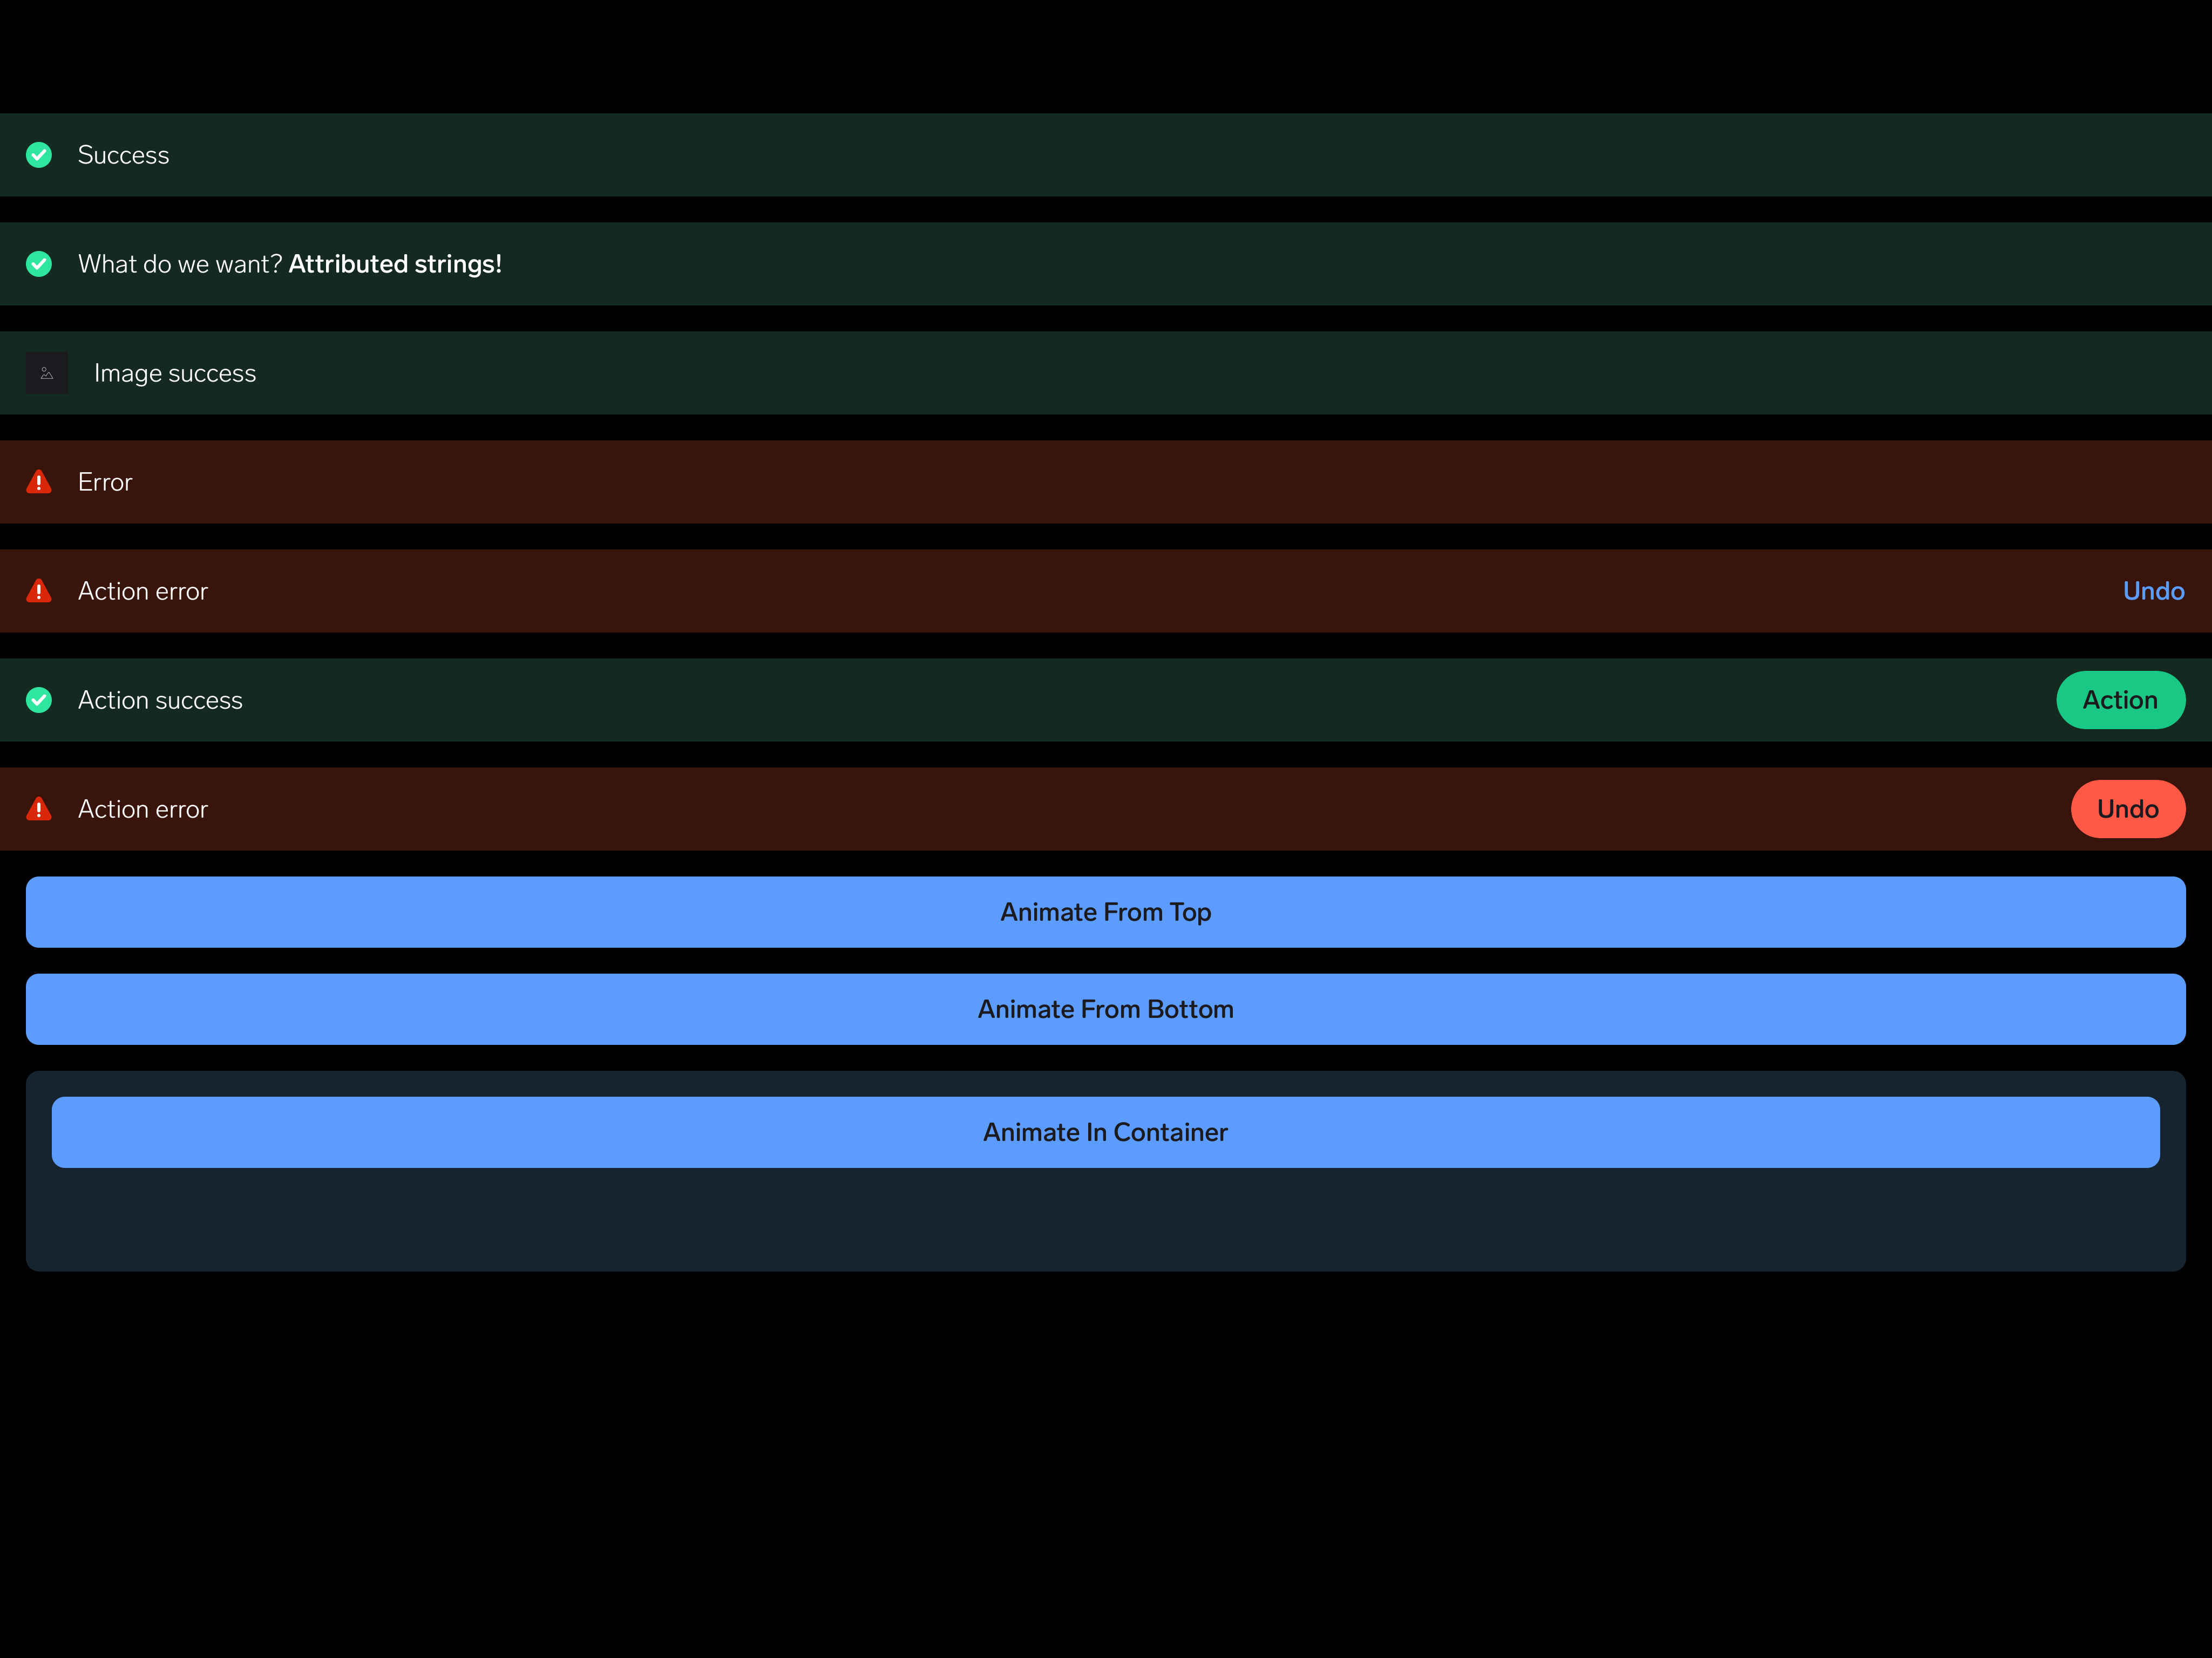 Success
What do we want? Attributed strings!
Image success
Error
Action error Undo
Action success Action
Action error Undo
Animate From Top
Animate From Bottom
Animate In Container